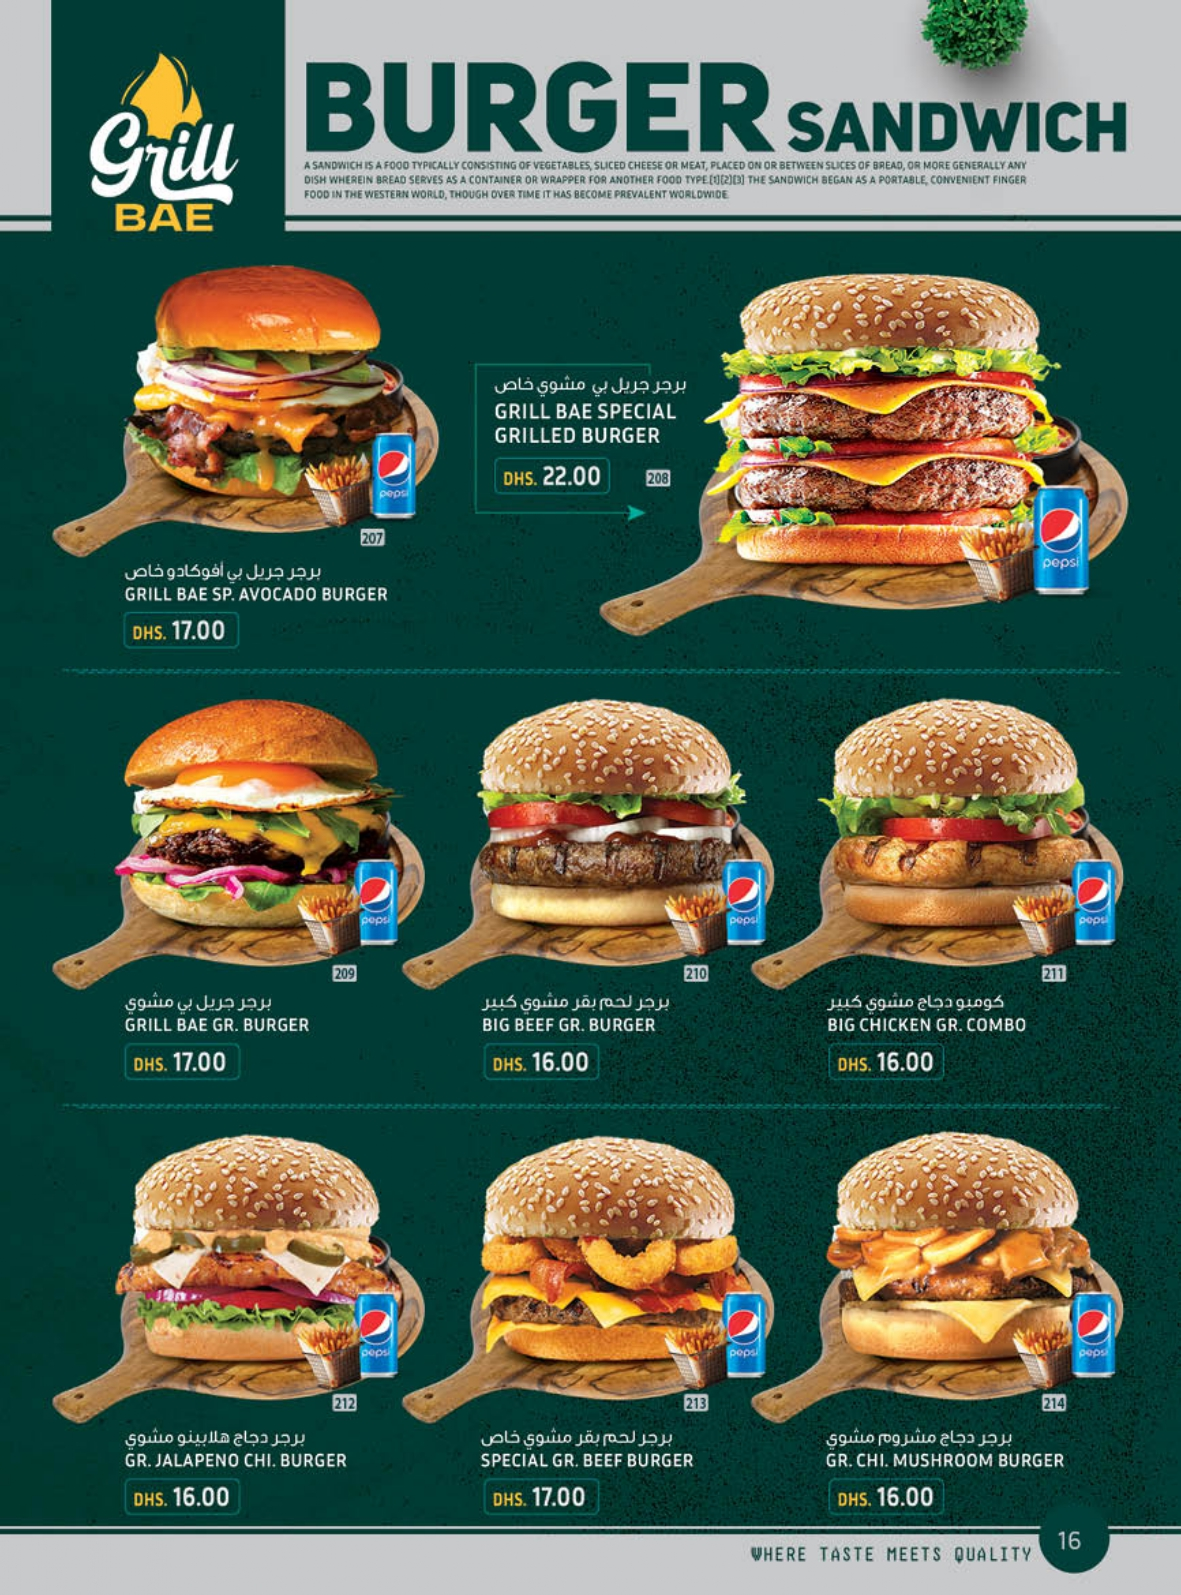 Grill
BAE
BURGER SANDWICH
A SANDWICH IS A FOOD TYPICALLY CONSISTING OF VEGETABLES, SLICED CHEESE OR MEAT, PLACED ON OR BETWEEN SLICES OF BREAD, OR MORE GENERALLY ANY
DISH WHEREIN BREAD SERVES AS A CONTAINER OR WRAPPER FOR ANOTHER FOOD TYPE.[1][2][3] THE SANDWICH BEGAN AS A PORTABLE, CONVENIENT FINGER
FOOD IN THE WESTERN WORLD, THOUGH OVER TIME IT HAS BECOME PREVALENT WORLDWIDE.
pepsi
207
برجر جريل بي أفوكادو خاص
GRILL BAE SP. AVOCADO BURGER
DHS. 17.00
برجر جريل بي مشوي خاص
GRILL BAE SPECIAL
GRILLED BURGER
DHS. 22.00
208
pepsi
pepsi
209
برجر جريل بي مشوي
GRILL BAE GR. BURGER
DHS. 17.00
pepsi
210
برجر لحم بقر مشوي كبير
BIG BEEF GR. BURGER
DHS. 16.00
pepsi
211
كومبو دجاج مشوي كبير
BIG CHICKEN GR. COMBO
DHS. 16.00
pepsi
212
برجر دجاج هلابينو مشوي
GR. JALAPENO CHI. BURGER
DHS. 16.00
pepsi
213
برجر لحم بقر مشوي خاص
SPECIAL GR. BEEF BURGER
DHS. 17.00
pepsi
214
برجر دجاج مشروم مشوي
GR. CHI. MUSHROOM BURGER
DHS. 16.00
WHERE TASTE MEETS QUALITY
16